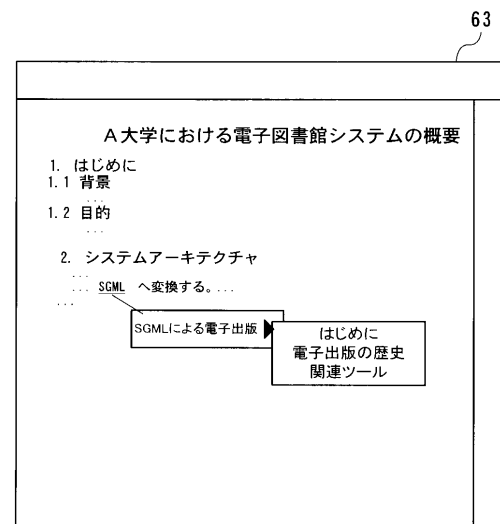 63
A大学における電子図書館システムの概要
1. はじめに
1.1 背景
...
1.2 目的
...
2. システムアーキテクチャ
...
... SGML へ変換する。...
...
SGMLによる電子出版
はじめに
電子出版の歴史
関連ツール